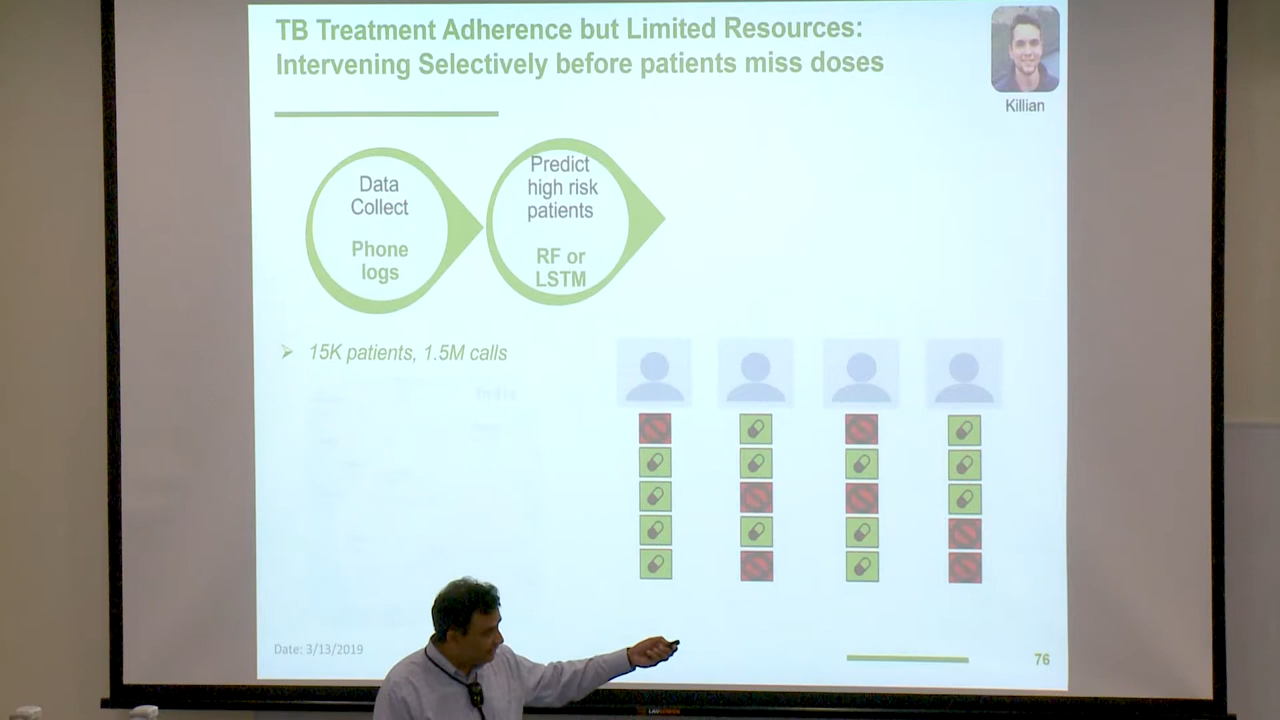 TB Treatment Adherence but Limited Resources:
Intervening Selectively before patients miss doses
Killian
Data
Collect
Phone
logs
Predict
high risk
patients
RF or
LSTM
15K patients, 1.5M calls
Date: 3/13/2019
76